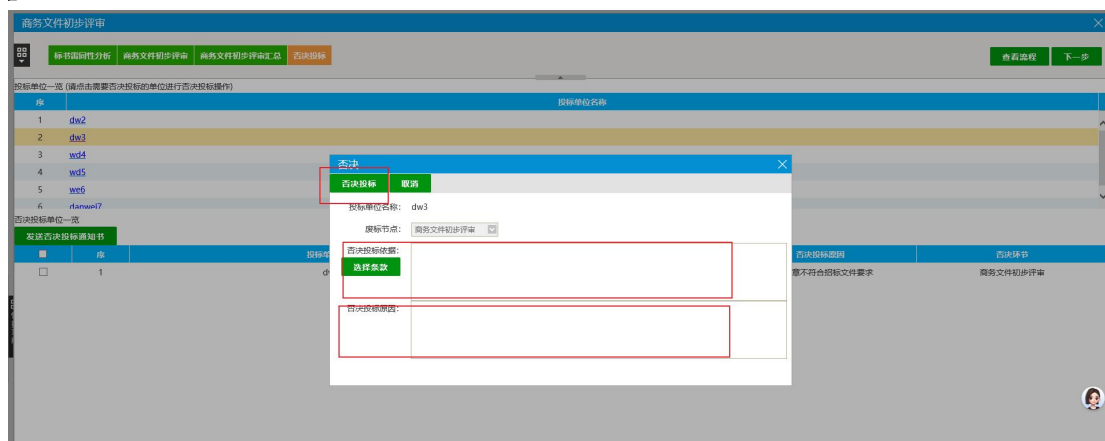 商务文件初步评审
标书雷同性分析 商务文件初步评审 商务文件初步评审汇总 否决投标 查看流程 下一步
投标单位一览 (请点击需要否决投标的单位进行否决投标操作)
序 投标单位名称
1 dw2
2 dw3
3 wd4
4 wd5
5 we6
6 danwei7
否决
否决投标 取消
投标单位名称: dw3
废标节点: 商务文件初步评审
否决投标依据:
选择条款
否决投标原因:
否决投标单位一览
发送否决投标通知书
序 投标单 否决投标原因 否决环节
1 意不符合招标文件要求 商务文件初步评审